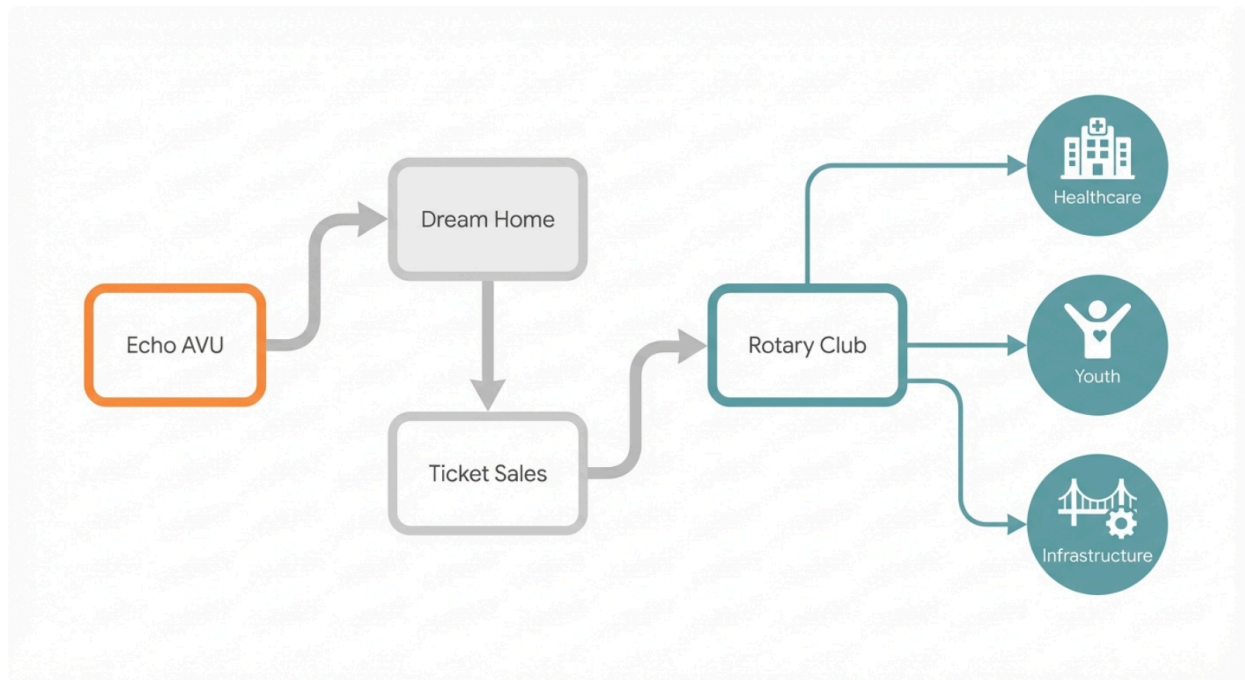 Echo AVU
Dream Home
Ticket Sales
Rotary Club
Healthcare
Youth
Infrastructure